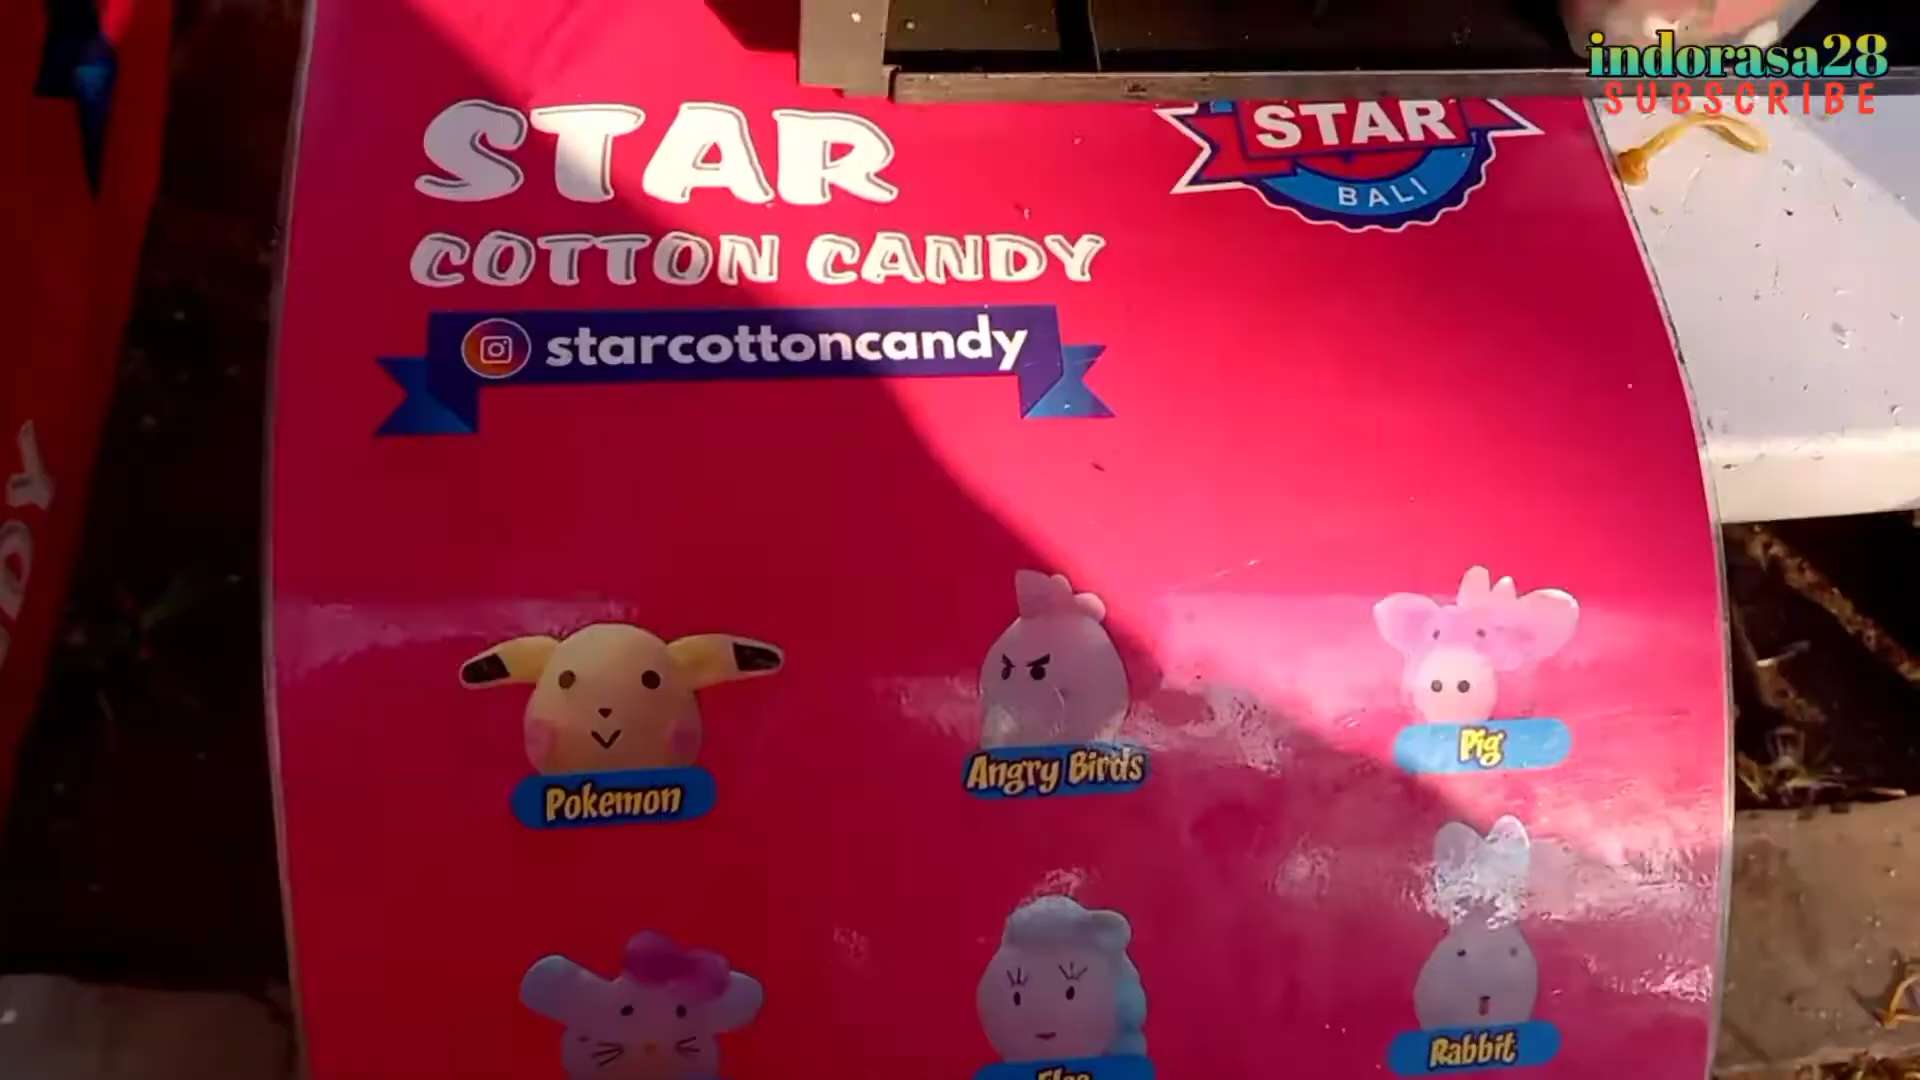 indorasa28
SUBSCRIBE
STAR
COTTON CANDY
starcottoncandy
STAR
BALI
Pokemon
Angry Birds
Pig
Rabbit